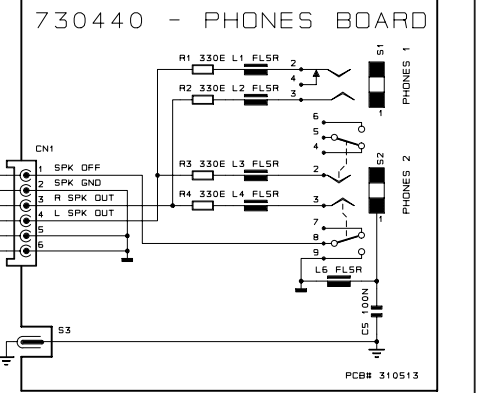 730440 - PHONES BOARD
R1 330E L1 FLSR
2
4
3
S1
1
PHONES 1
R2 330E L2 FLSR
6
5
4
CN1
1 SPK OFF
2 SPK GND
3 R SPK OUT
4 L SPK OUT
5
6
R3 330E L3 FLSR
2
R4 330E L4 FLSR
3
S2
1
PHONES 2
7
8
9
L6 FLSR
C5 100N
S3
PCB# 310513